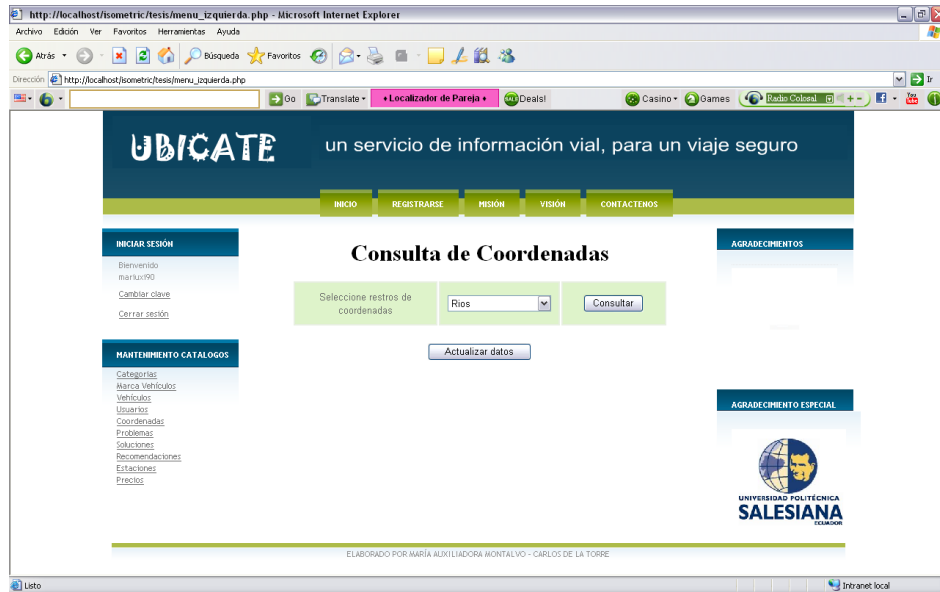 http://localhost/isometric/tesis/menu_izquierda.php - Microsoft Internet Explorer
Archivo Edición Ver Favoritos Herramientas Ayuda
Atrás Búsqueda Favoritos
Dirección http://localhost/isometric/tesis/menu_izquierda.php Ir
Go Translate Localizador de Pareja SALE Deals! Casino Games Radio Colosal You Tube
UBICATE un servicio de información vial, para un viaje seguro
INICIO REGISTRARSE MISIÓN VISIÓN CONTACTENOS
INICIAR SESIÓN
Bienvenido
mariuxi90
Cambiar clave
Cerrar sesión
MANTENIMIENTO CATALOGOS
Categorias
Marca Vehículos
Vehículos
Usuarios
Coordenadas
Problemas
Soluciones
Recomendaciones
Estaciones
Precios
Consulta de Coordenadas
Seleccione restros de
coordenadas
Rios
Consultar
Actualizar datos
AGRADECIMIENTOS
AGRADECIMIENTO ESPECIAL
UNIVERSIDAD POLITÉCNICA
SALESIANA
ECUADOR
ELABORADO POR MARÍA AUXILIADORA MONTALVO - CARLOS DE LA TORRE
Listo Intranet local